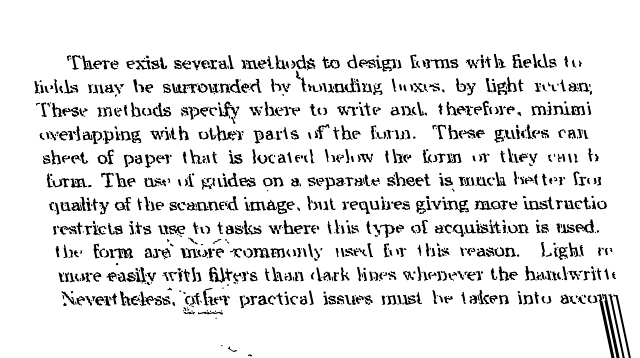 There exist several methods to design forms with fields to
fields may be surrounded by bounding boxes, by light rectan
These methods specify where to write and, therefore, minimi
overlapping with other parts of the form. These guides can
sheet of paper that is located below the form or they can b
form. The use of guides on a separate sheet is much better from
quality of the scanned image, but requires giving more instructio
restricts its use to tasks where this type of acquisition is used.
the form are more commonly used for this reason. Light re
more easily with filters than dark lines whenever the handwritte
Nevertheless, other practical issues must be taken into accoun